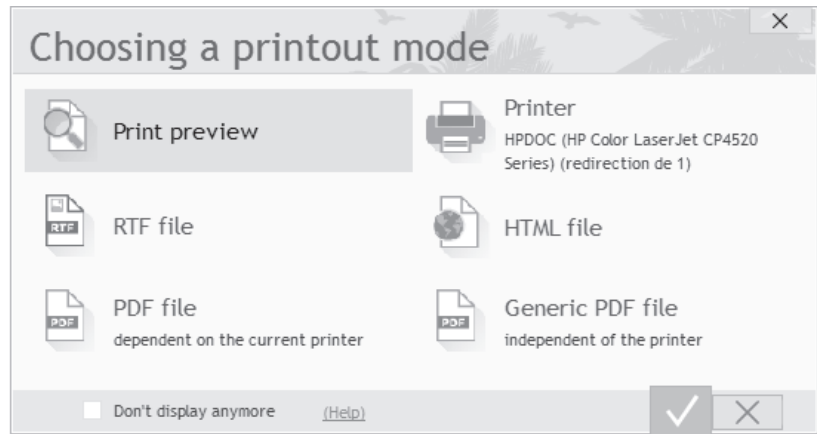 Choosing a printout mode
Print preview
Printer
HPDOC (HP Color LaserJet CP4520
Series) (redirection de 1)
RTF
RTF file
HTML file
PDF
PDF file
dependent on the current printer
PDF
Generic PDF file
independent of the printer
Don't display anymore
(Help)